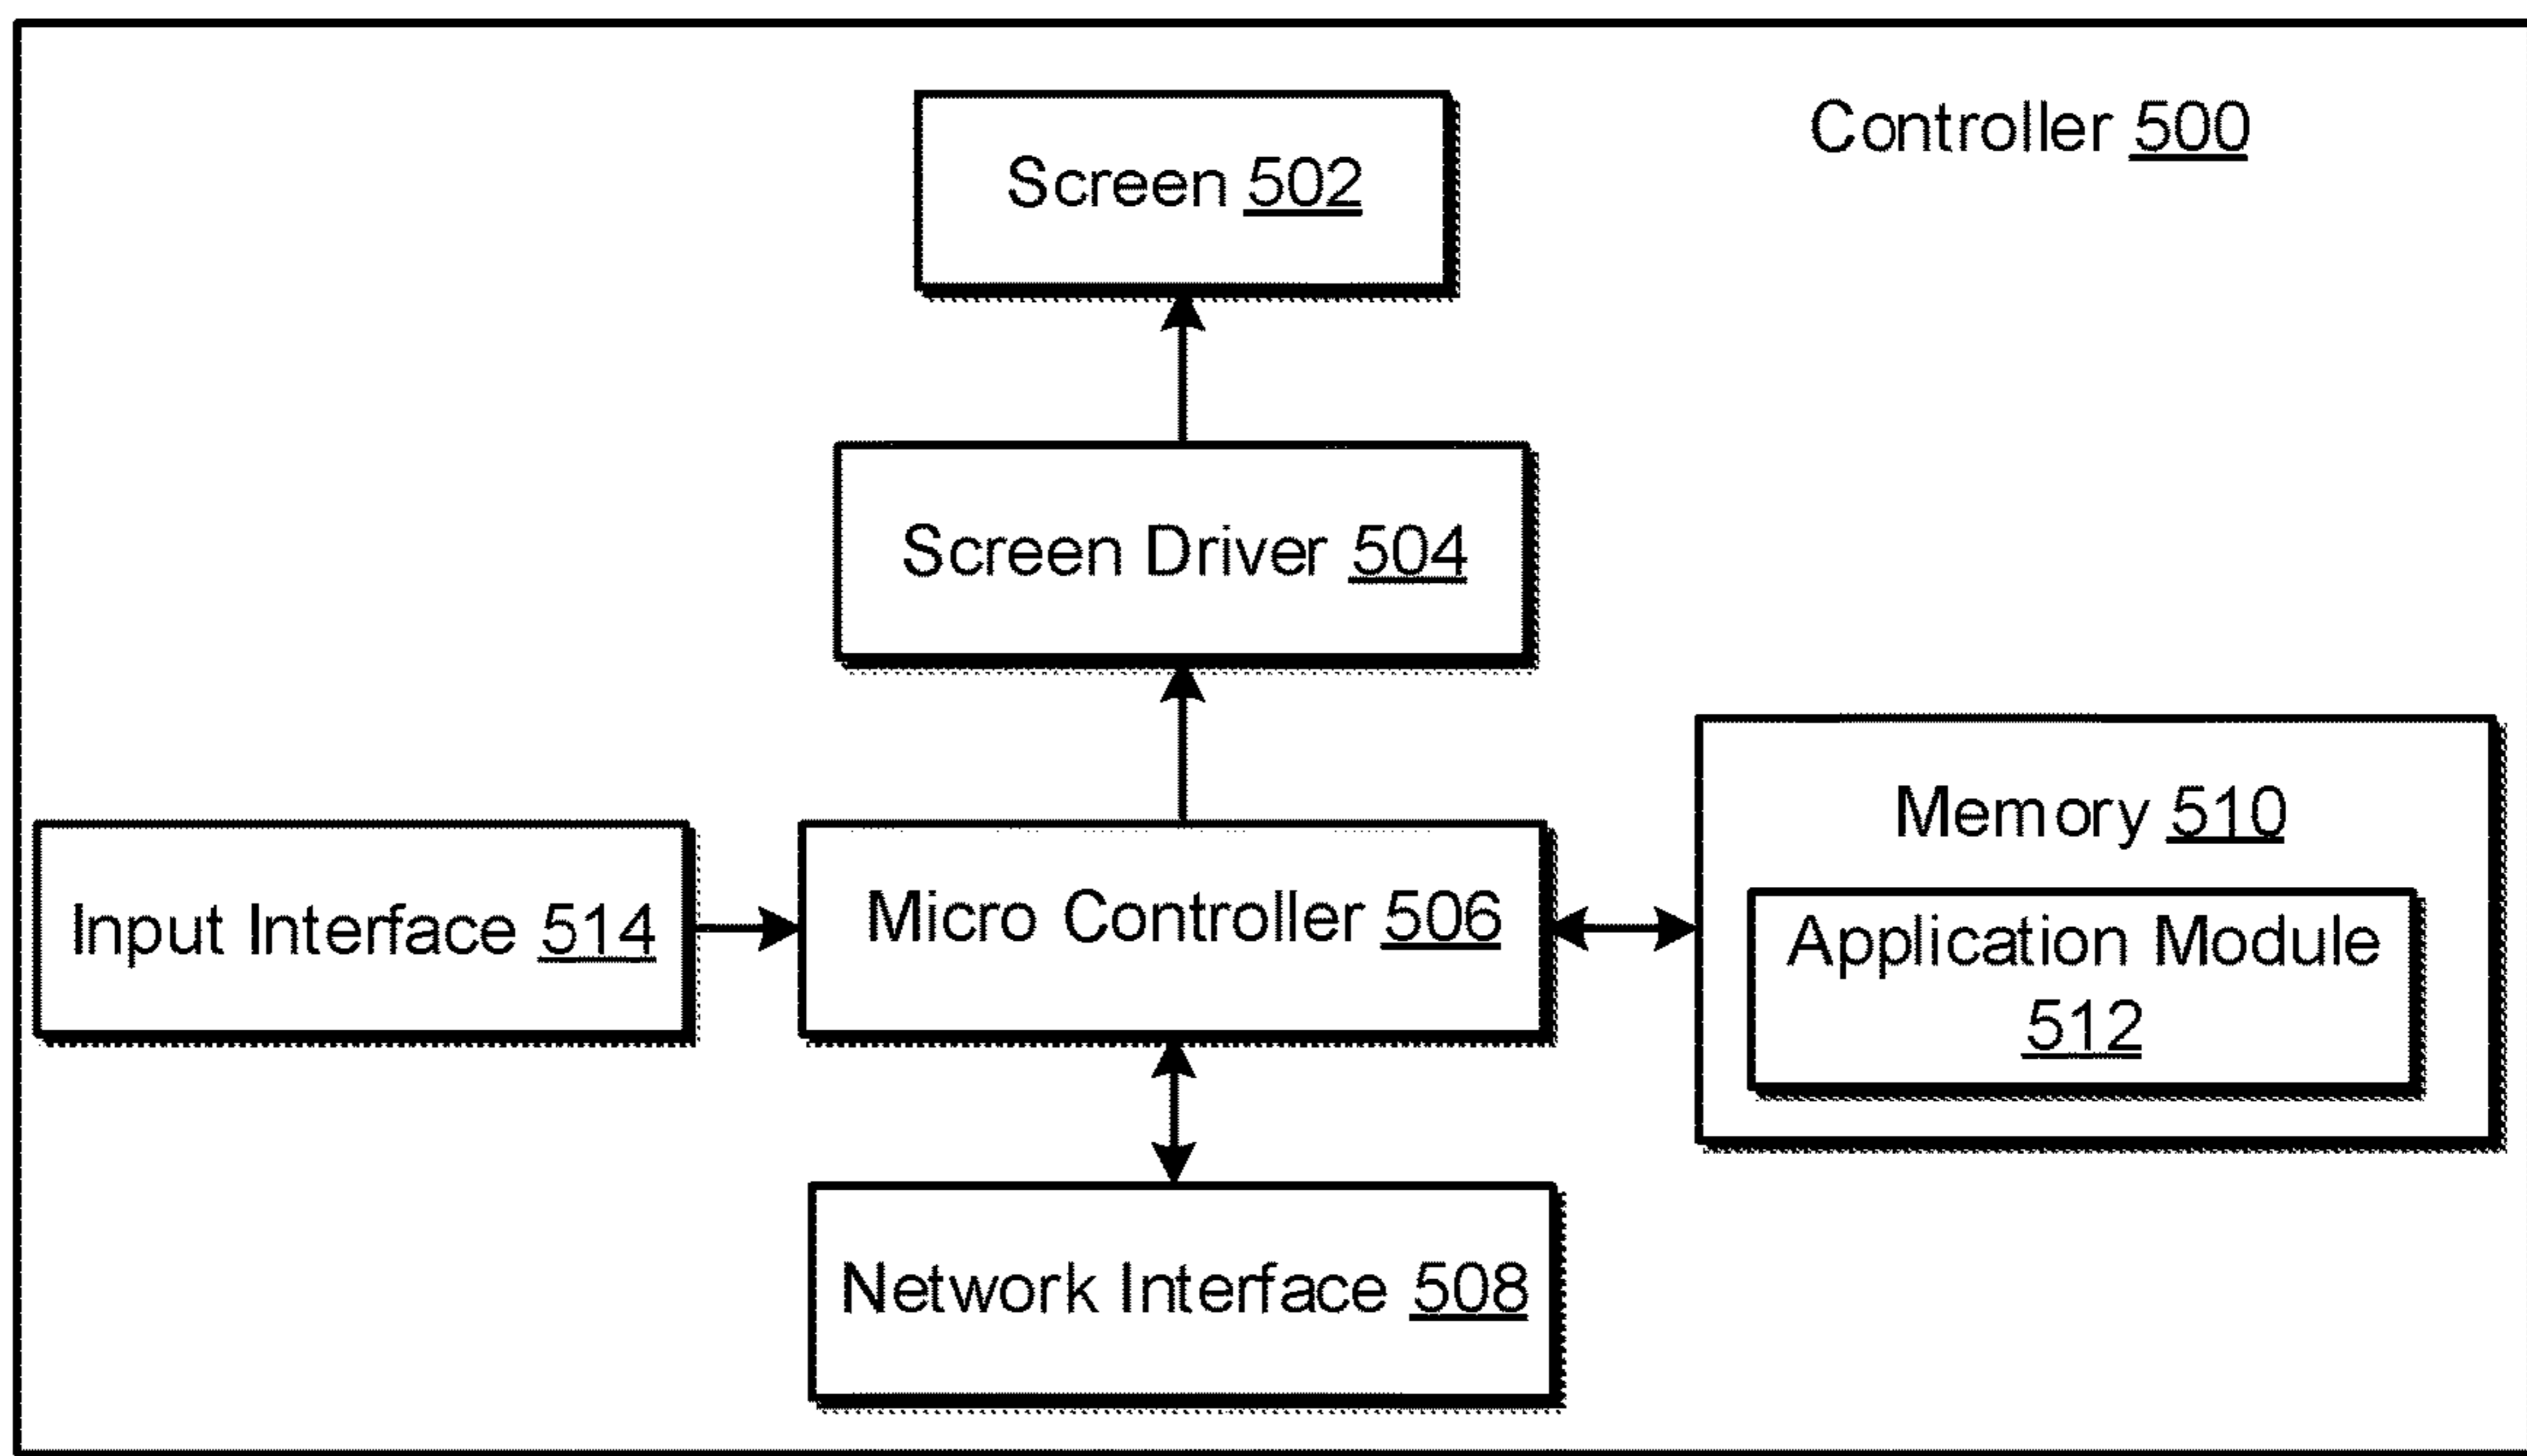 Controller 500
Screen 502
Screen Driver 504
Memory 510
Input Interface 514
Micro Controller 506
Application Module
512
Network Interface 508